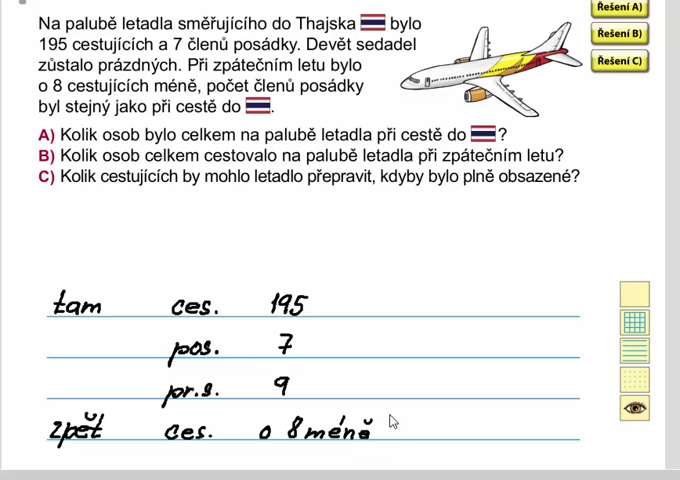 Na palubě letadla směřujícího do Thajska bylo
195 cestujících a 7 členů posádky. Devět sedadel
zůstalo prázdných. Při zpátečním letu bylo
o 8 cestujících méně, počet členů posádky
byl stejný jako při cestě do .
A) Kolik osob bylo celkem na palubě letadla při cestě do ?
B) Kolik osob celkem cestovalo na palubě letadla při zpátečním letu?
C) Kolik cestujících by mohlo letadlo přepravit, kdyby bylo plně obsazené?
Řešení A)
Řešení B)
Řešení C)
tam ces. 195
pos. 7
pr.s. 9
zpět ces. o 8 méně